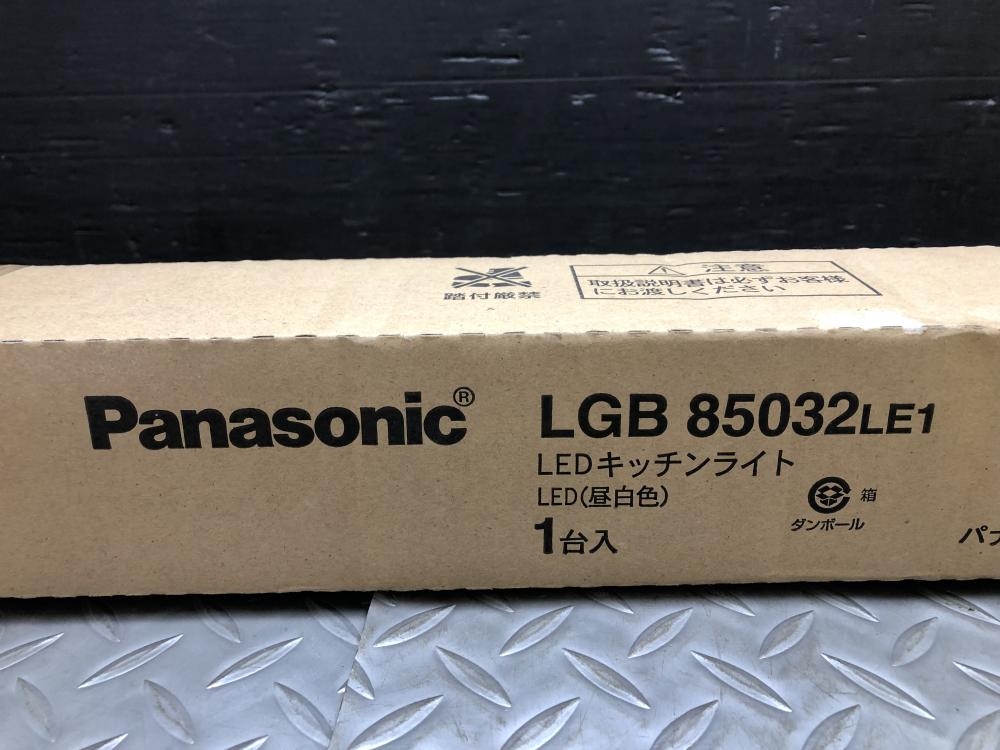 踏付厳禁
⚠ 注意
取扱説明書は必ずお客様
にお渡しください
Panasonic®
LGB 85032LE1
LEDキッチンライト
LED(昼白色)
1台入
箱
ダンボール
パナ